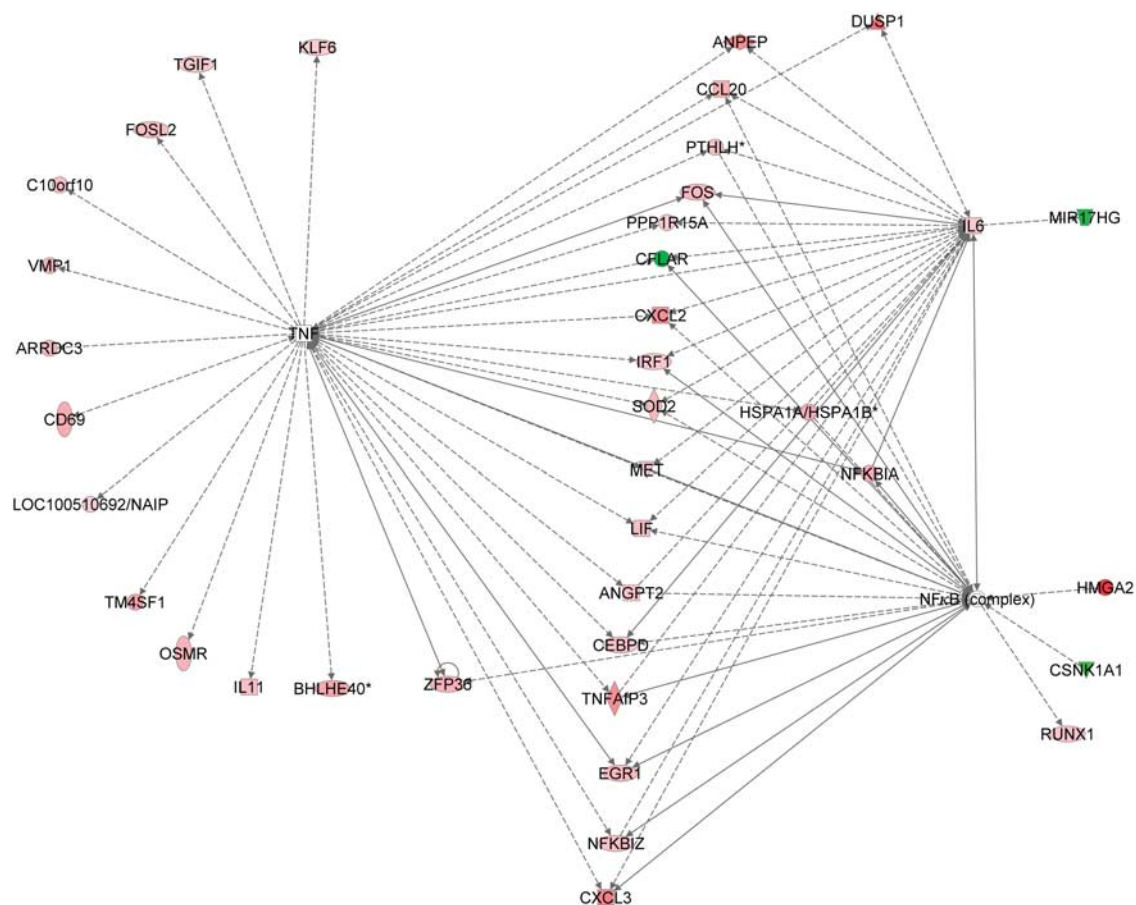 DUSP1
ANPEP
KLF6
TGIF1
CCL20
FOSL2
PTHLH*
C10orf10
FOS
PPP1R15A
IL6
MIR17HG
CFLAR
VMP1
CXCL2
TNF
ARRDC3
IRF1
SOD2
HSPA1A/HSPA1B*
CD69
MET
NFKBIA
LOC100510692/NAIP
LIF
ANGPT2
NFκB (complex)
HMGA2
TM4SF1
CEBPD
OSMR
CSNK1A1
IL11
BHLHE40*
ZFP36
TNFAIP3
RUNX1
EGR1
NFKBIZ
CXCL3